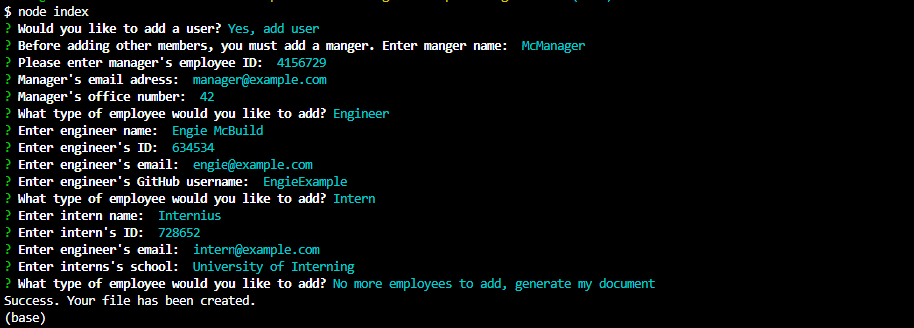 $ node index
? Would you like to add a user? Yes, add user
? Before adding other members, you must add a manger. Enter manger name:  McManager
? Please enter manager's employee ID:  4156729
? Manager's email adress:  manager@example.com
? Manager's office number:  42
? What type of employee would you like to add? Engineer
? Enter engineer name:  Engie McBuild
? Enter engineer's ID:  634534
? Enter engineer's email:  engie@example.com
? Enter engineer's GitHub username:  EngieExample
? What type of employee would you like to add? Intern
? Enter intern name:  Internius
? Enter intern's ID:  728652
? Enter engineer's email:  intern@example.com
? Enter interns's school:  University of Interning
? What type of employee would you like to add? No more employees to add, generate my document
Success. Your file has been created.
(base)